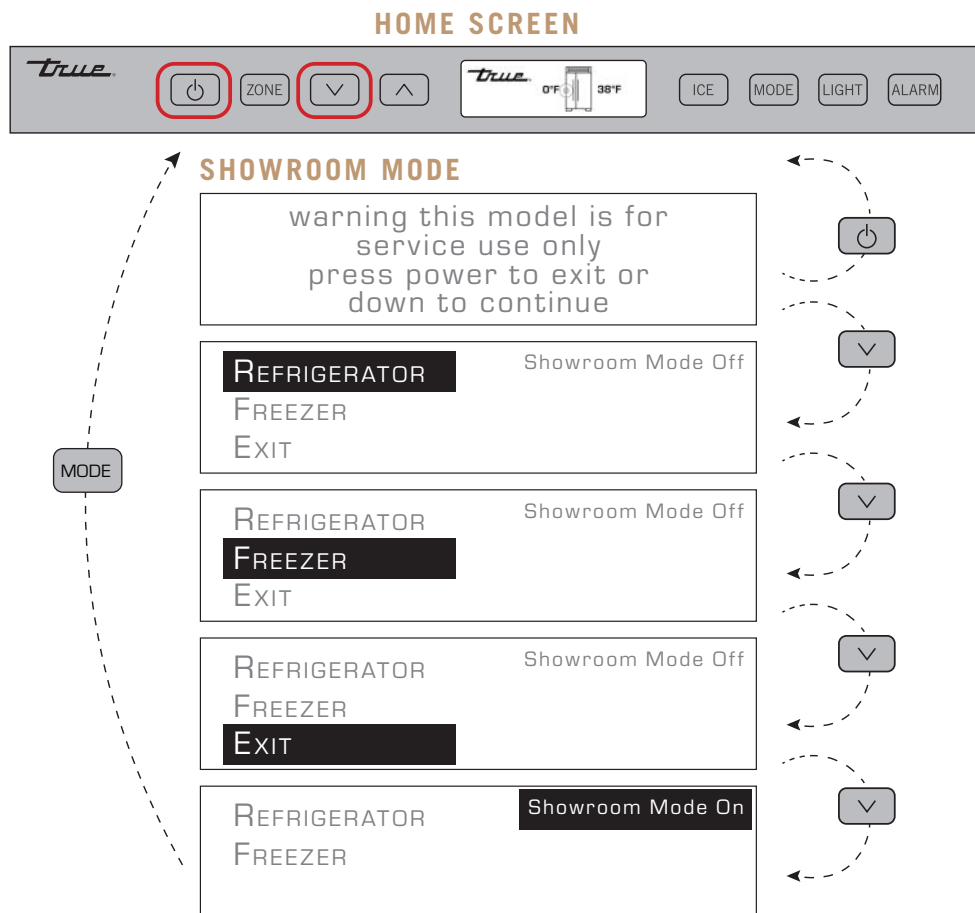 HOME SCREEN
true.
ZONE
true.
0°F
38°F
ICE
MODE
LIGHT
ALARM
SHOWROOM MODE
warning this model is for
service use only
press power to exit or
down to continue
REFRIGERATOR
Showroom Mode Off
FREEZER
EXIT
MODE
REFRIGERATOR
Showroom Mode Off
FREEZER
EXIT
REFRIGERATOR
Showroom Mode Off
FREEZER
EXIT
REFRIGERATOR
Showroom Mode On
FREEZER